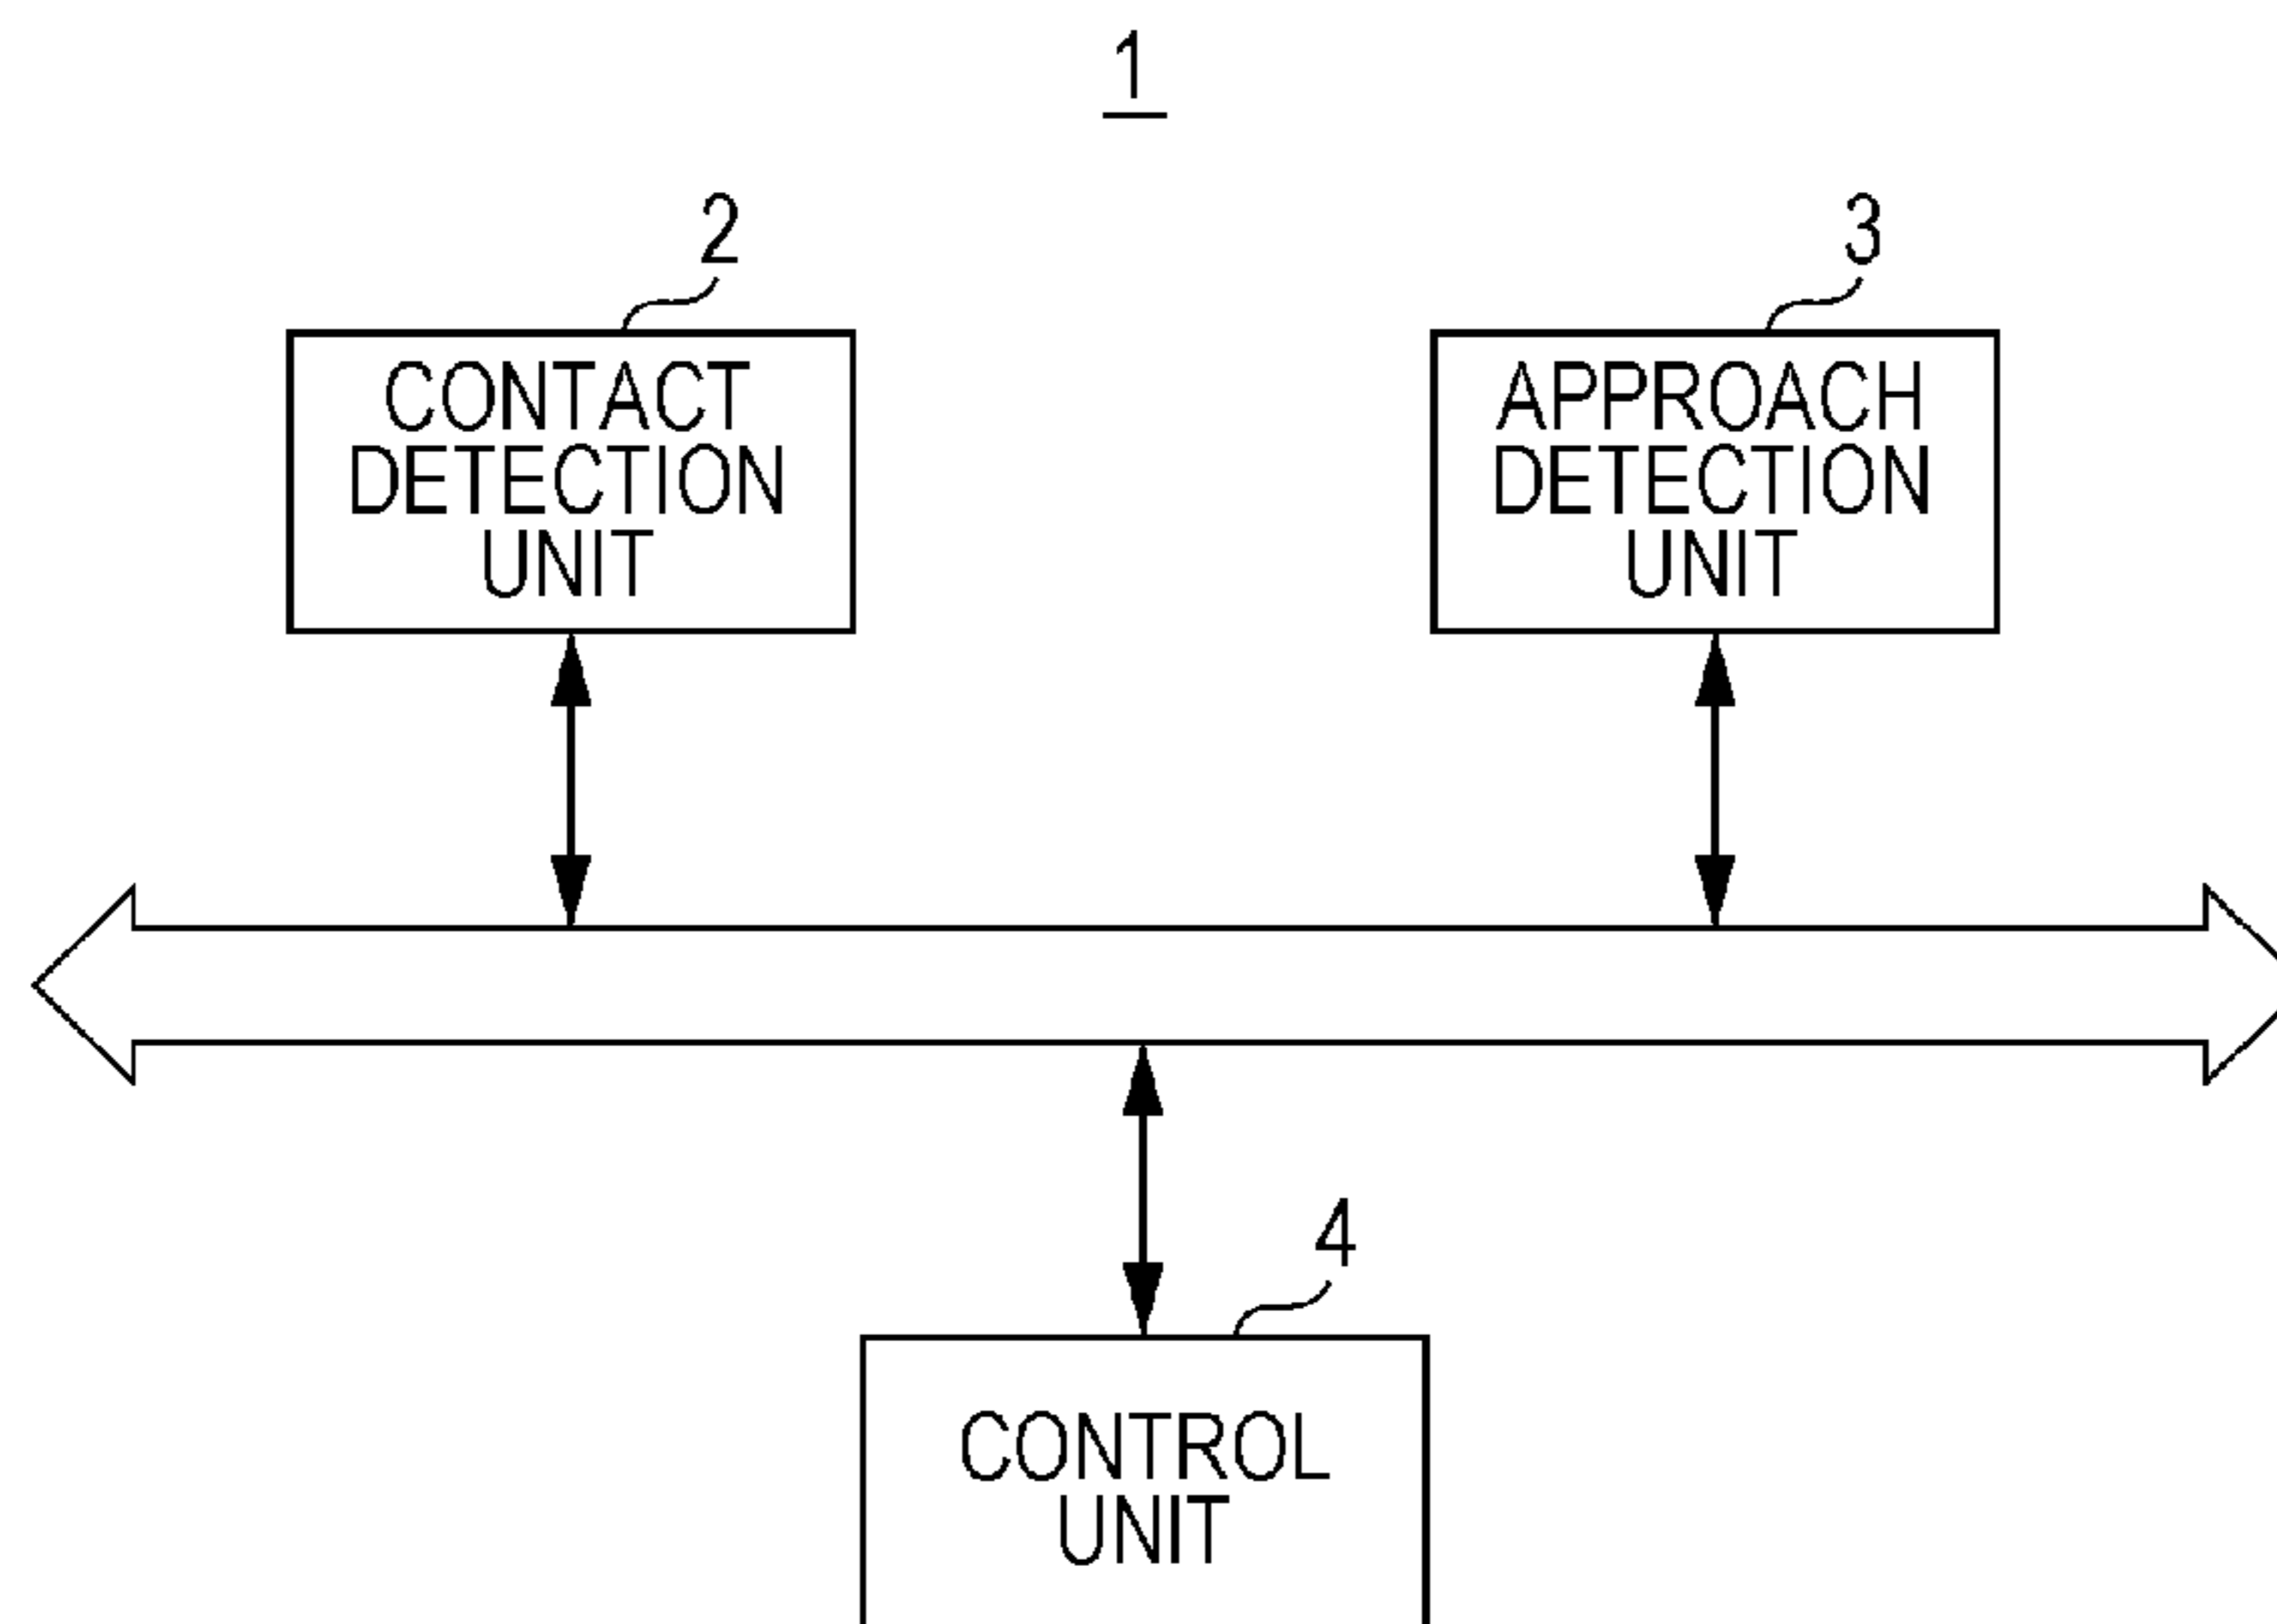 1
2
3
CONTACT
DETECTION
UNIT
APPROACH
DETECTION
UNIT
4
CONTROL
UNIT